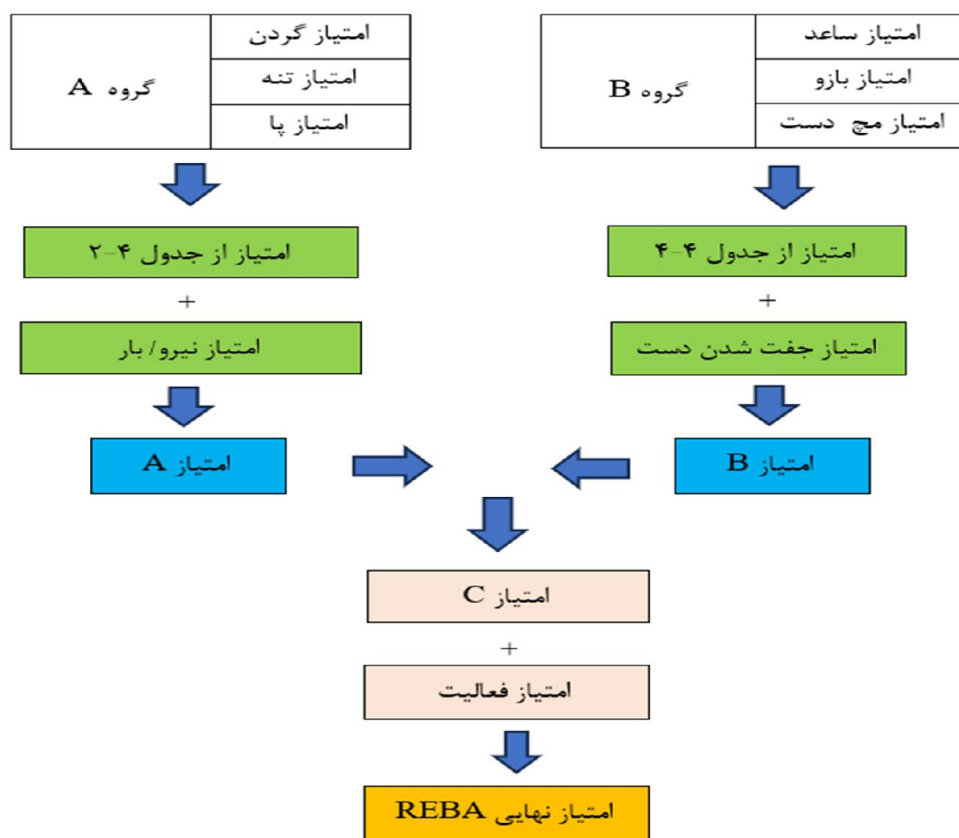 گروه A
امتیاز گردن
امتیاز تنه
امتیاز پا
گروه B
امتیاز ساعد
امتیاز بازو
امتیاز مچ دست
امتیاز از جدول ۴-۲
+
امتیاز نیرو/ بار
امتیاز A
امتیاز از جدول ۴-۴
+
امتیاز جفت شدن دست
امتیاز B
امتیاز C
+
امتیاز فعالیت
امتیاز نهایی REBA